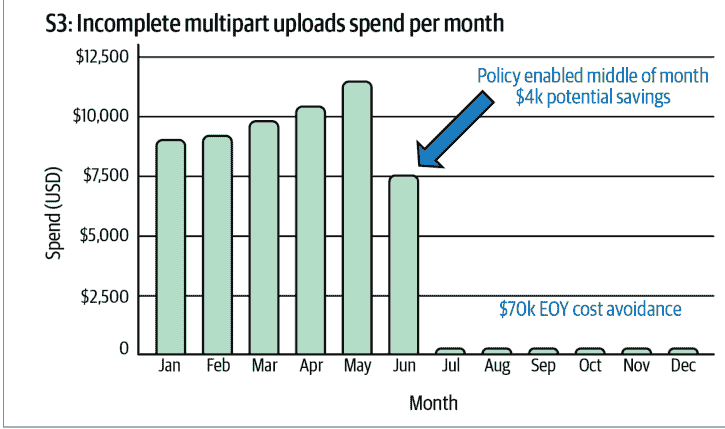 S3: Incomplete multipart uploads spend per month
$12,500
$10,000
$7,500
$5,000
$2,500
0
Spend (USD)
Policy enabled middle of month
$4k potential savings
$70k EOY cost avoidance
Jan Feb Mar Apr May Jun Jul Aug Sep Oct Nov Dec
Month